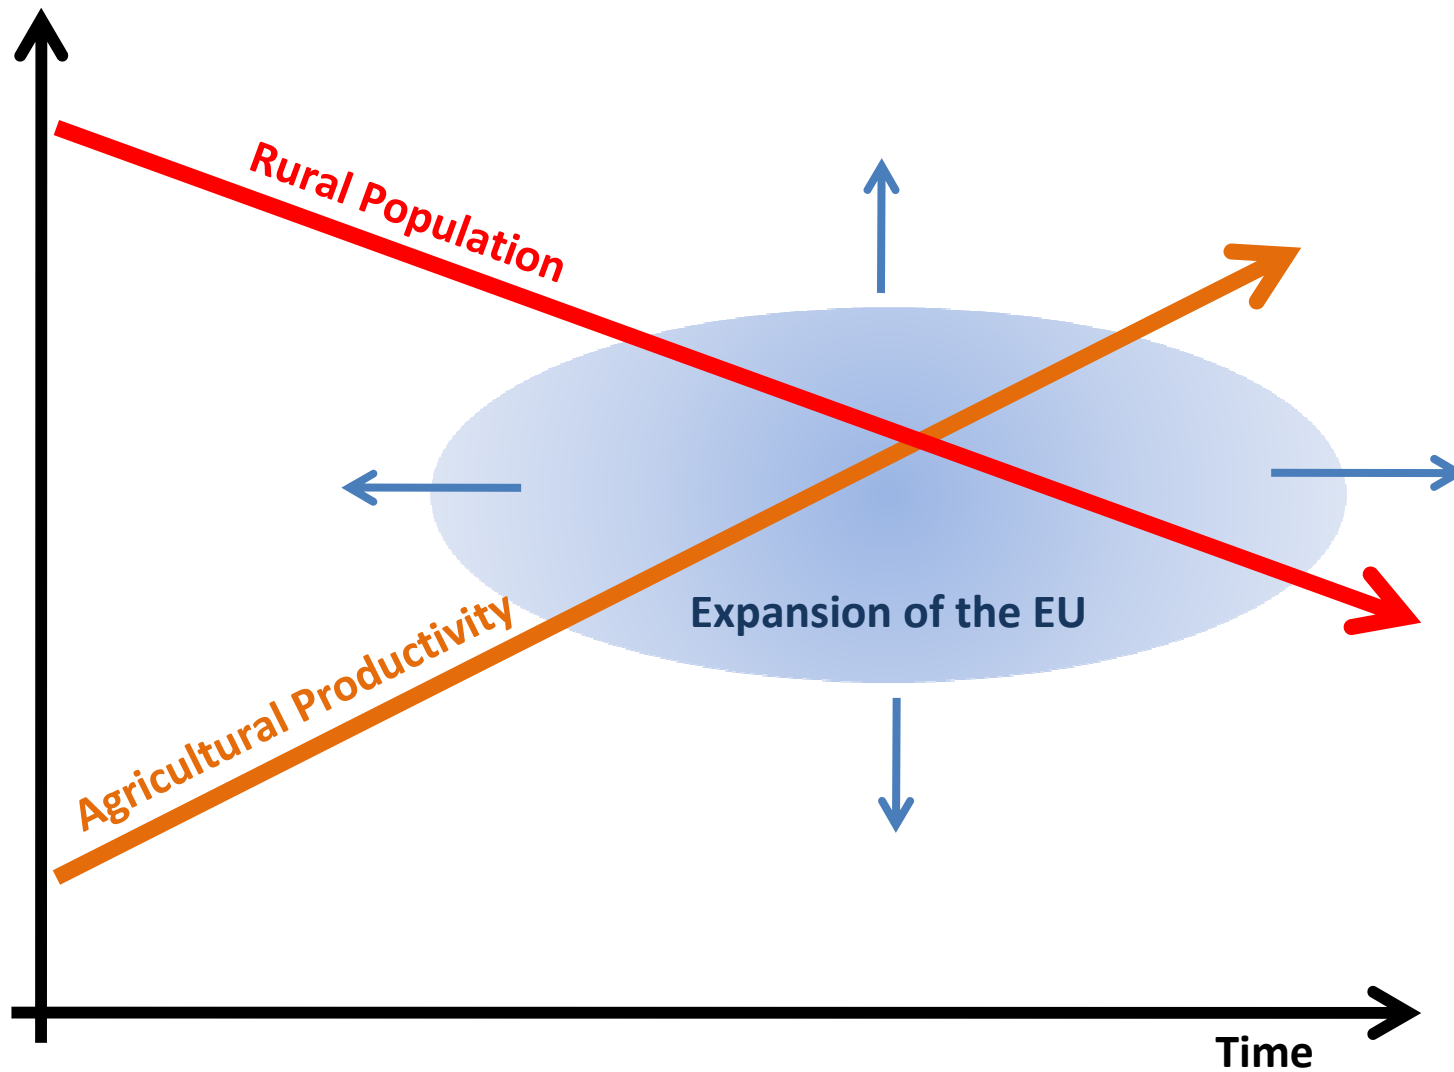 Rural Population
Agricultural Productivity
Expansion of the EU
Time